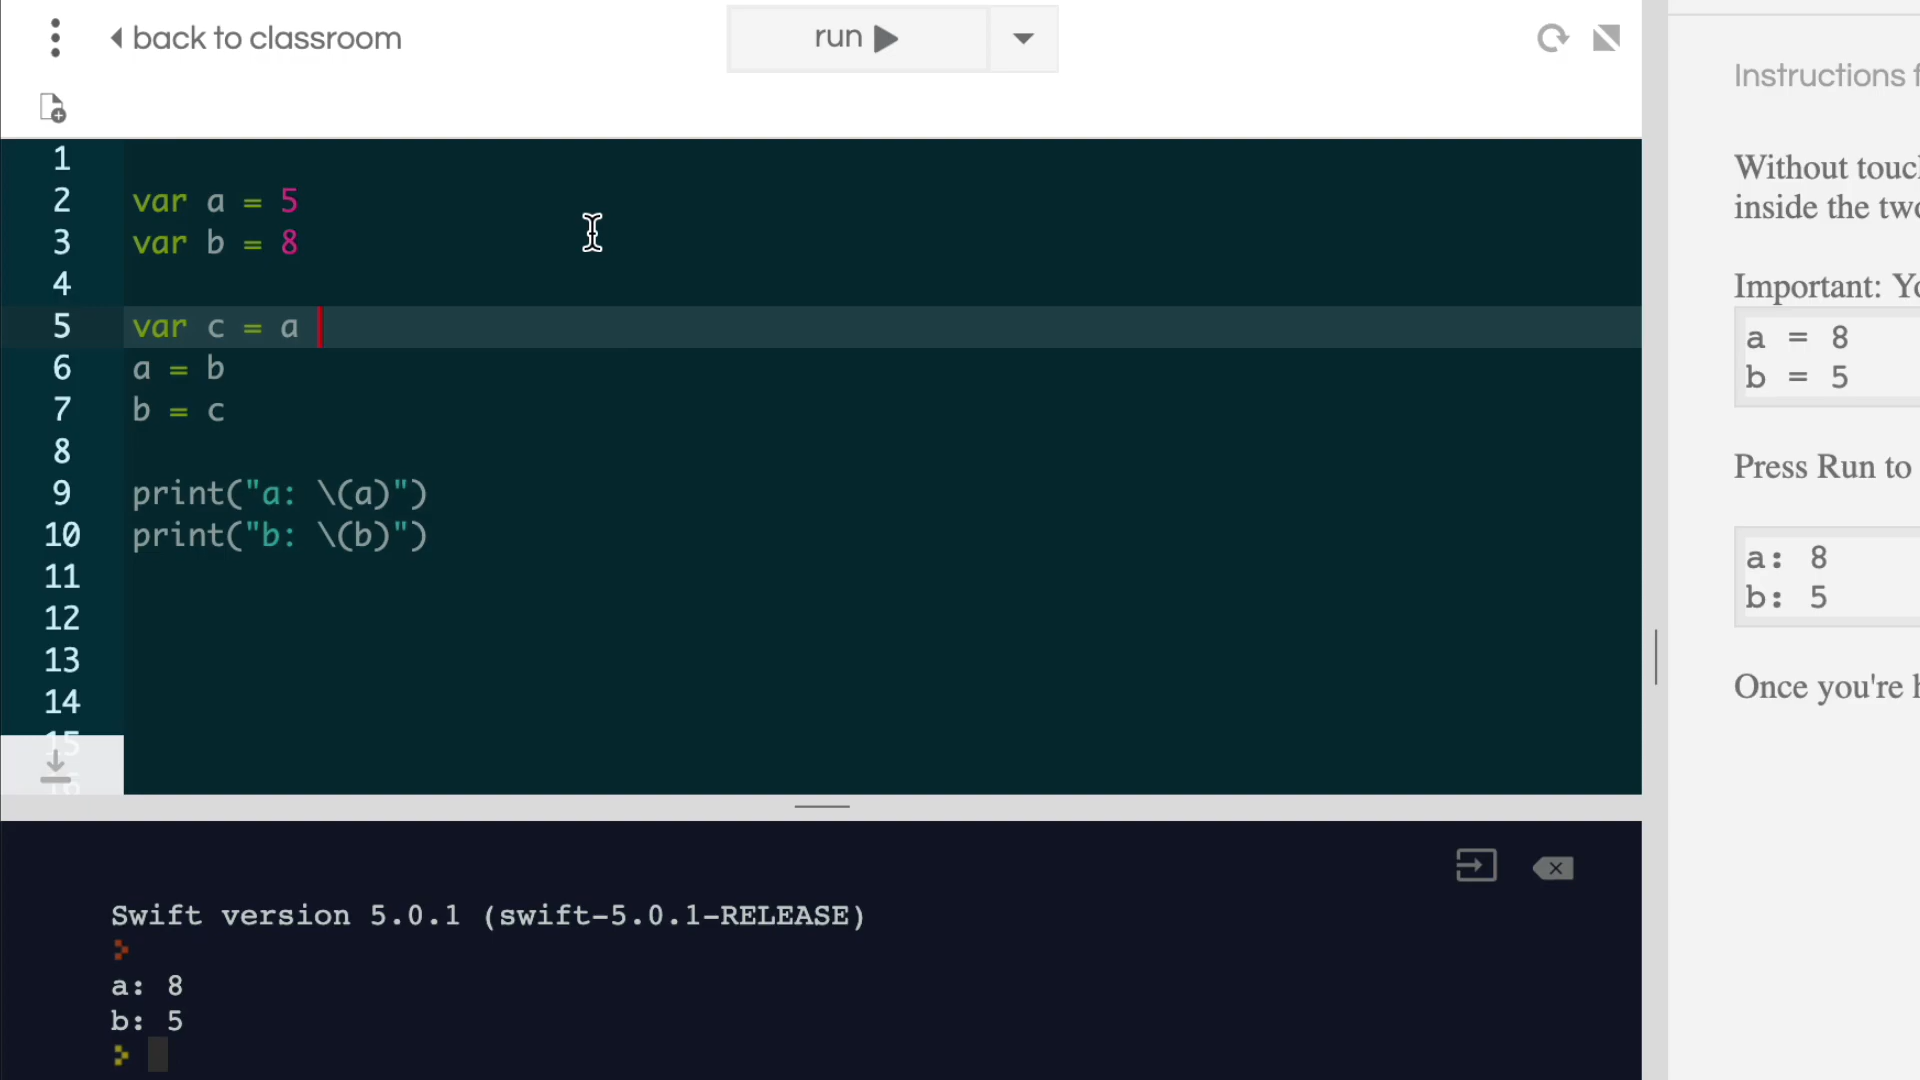 back to classroom
run
1
2 var a = 5
3 var b = 8
4
5 var c = a
6 a = b
7 b = c
8
9 print("a: \(a)")
10 print("b: \(b)")
11
12
13
14
15
16
Swift version 5.0.1 (swift-5.0.1-RELEASE)
>
a: 8
b: 5
>
Instructions
Without
inside the
Important:
a = 8
b = 5
Press Run to
a: 8
b: 5
Once you're